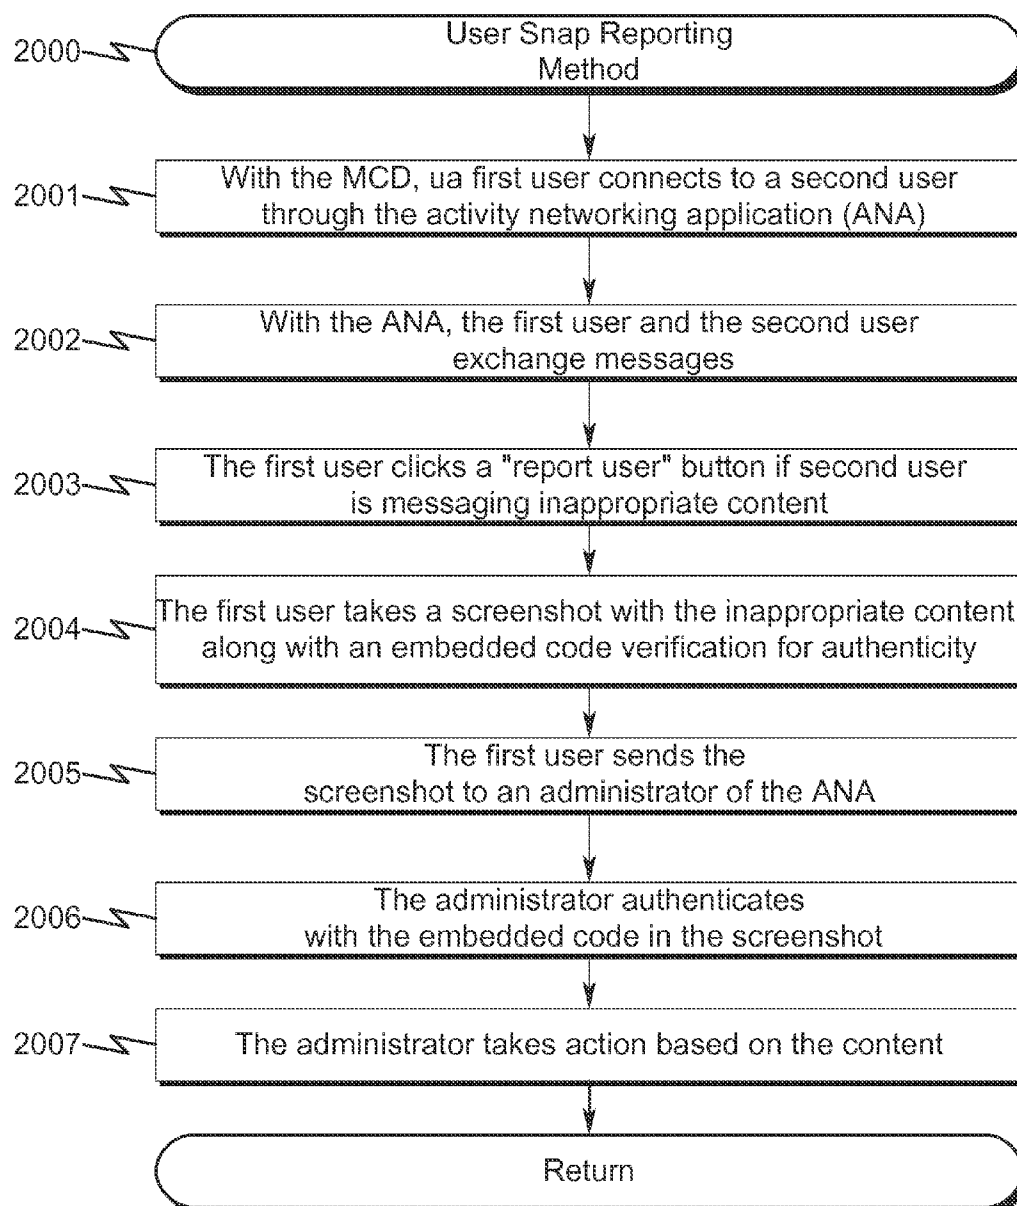 2000
User Snap Reporting
Method
2001
With the MCD, ua first user connects to a second user
through the activity networking application (ANA)
2002
With the ANA, the first user and the second user
exchange messages
2003
The first user clicks a "report user" button if second user
is messaging inappropriate content
2004
The first user takes a screenshot with the inappropriate content
along with an embedded code verification for authenticity
2005
The first user sends the
screenshot to an administrator of the ANA
2006
The administrator authenticates
with the embedded code in the screenshot
2007
The administrator takes action based on the content
Return